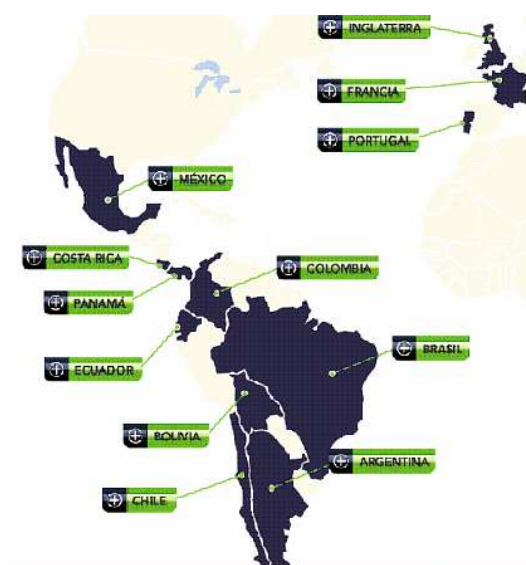 INGLATERRA
FRANCIA
PORTUGAL
MÉXICO
COSTA RICA
COLOMBIA
PANAMÁ
BRASIL
ECUADOR
BOLIVIA
ARGENTINA
CHILE